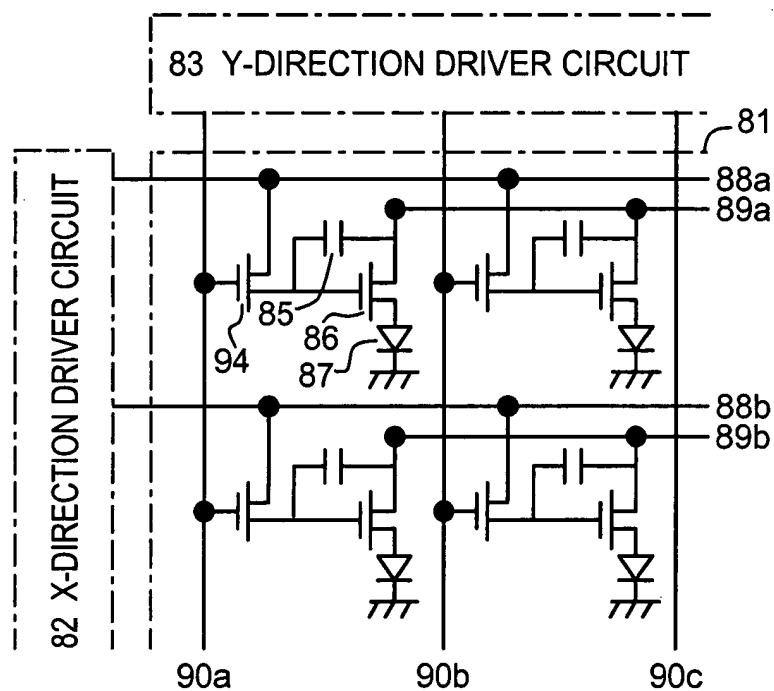 83 Y-DIRECTION DRIVER CIRCUIT
81
82 X-DIRECTION DRIVER CIRCUIT
88a
89a
85
86
94
87
88b
89b
90a
90b
90c